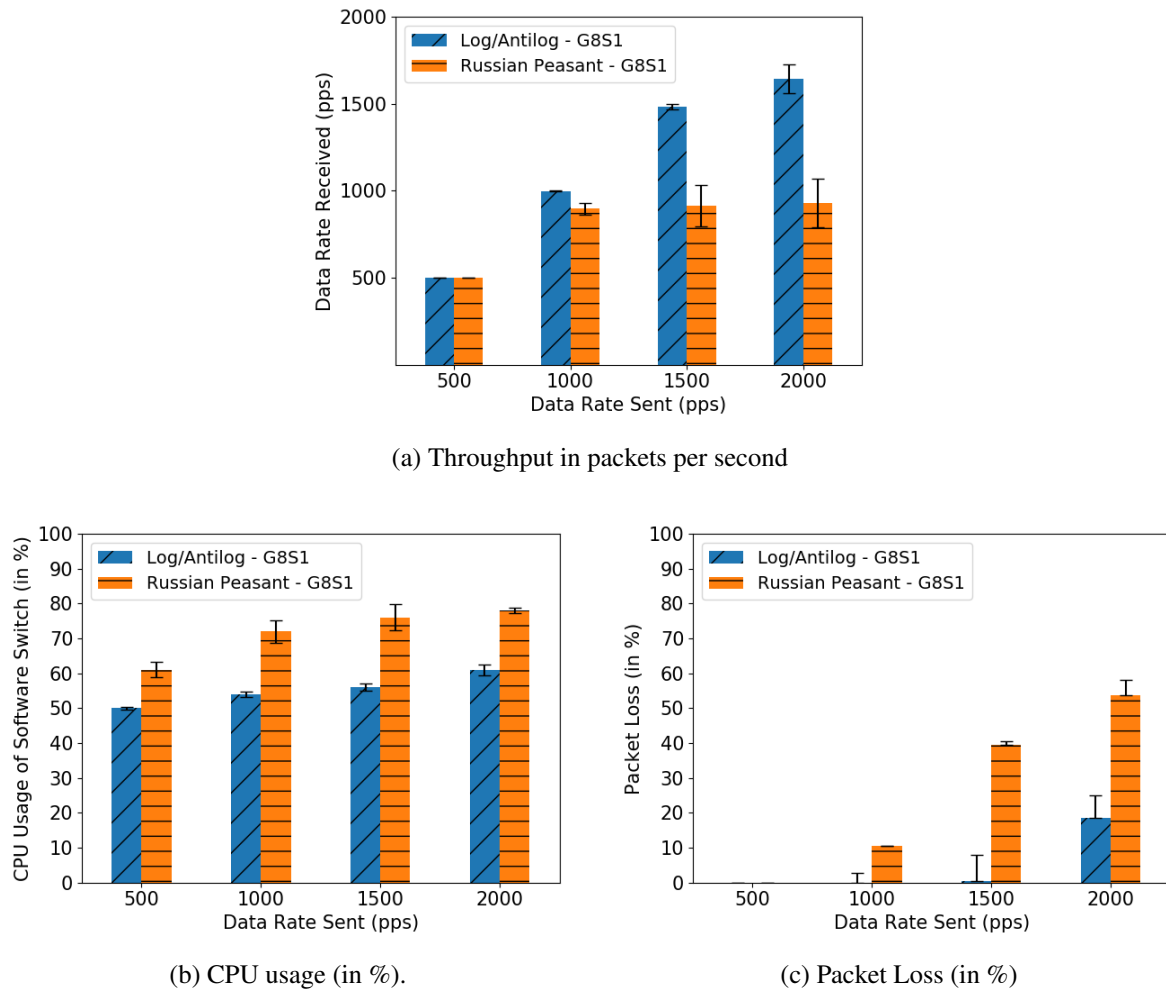 2000
1500
1000
500
Data Rate Received (pps)
Log/Antilog - G8S1
Russian Peasant - G8S1
500 1000 1500 2000
Data Rate Sent (pps)
(a) Throughput in packets per second
100
90
80
70
60
50
40
30
20
10
0
CPU Usage of Software Switch (in %)
Log/Antilog - G8S1
Russian Peasant - G8S1
500 1000 1500 2000
Data Rate Sent (pps)
(b) CPU usage (in %).
100
90
80
70
60
50
40
30
20
10
0
Packet Loss (in %)
Log/Antilog - G8S1
Russian Peasant - G8S1
500 1000 1500 2000
Data Rate Sent (pps)
(c) Packet Loss (in %)